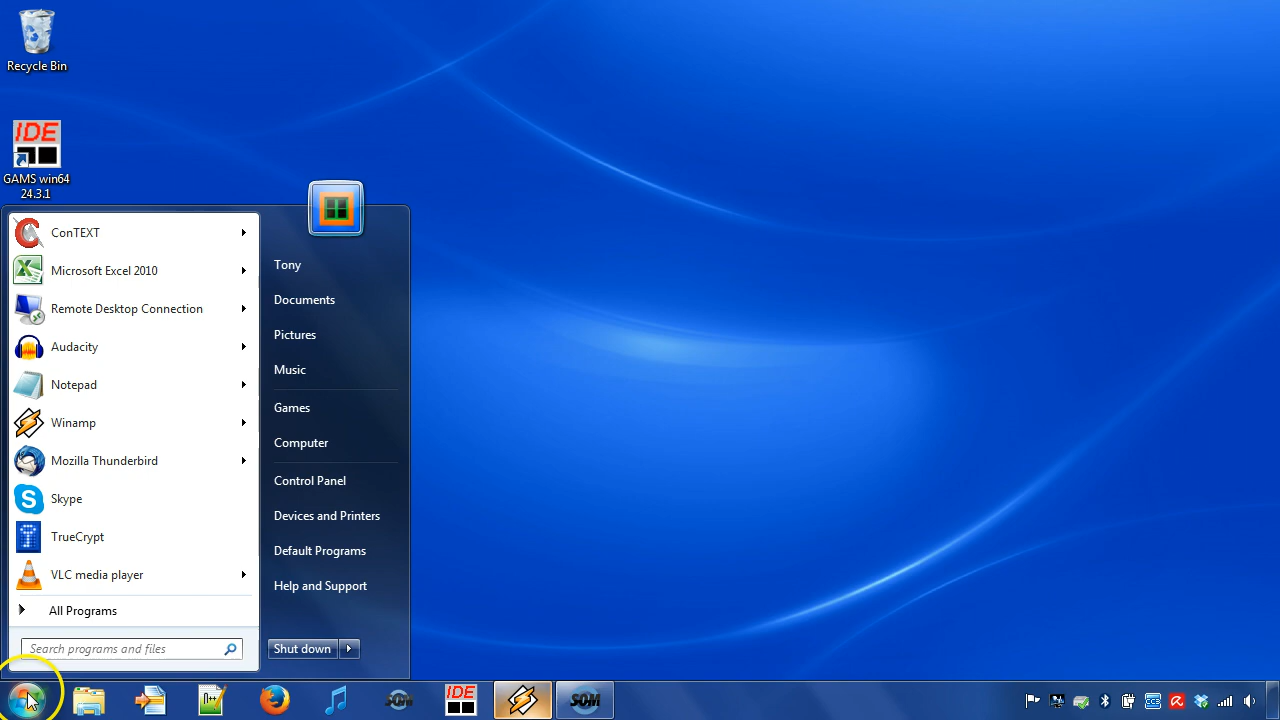 Recycle Bin
IDE
GAMS win64
24.3.1
ConTEXT
Microsoft Excel 2010
Remote Desktop Connection
Audacity
Notepad
Winamp
Mozilla Thunderbird
Skype
TrueCrypt
VLC media player
All Programs
Search programs and files
Tony
Documents
Pictures
Music
Games
Computer
Control Panel
Devices and Printers
Default Programs
Help and Support
Shut down
N++
SOM
IDE
SOM